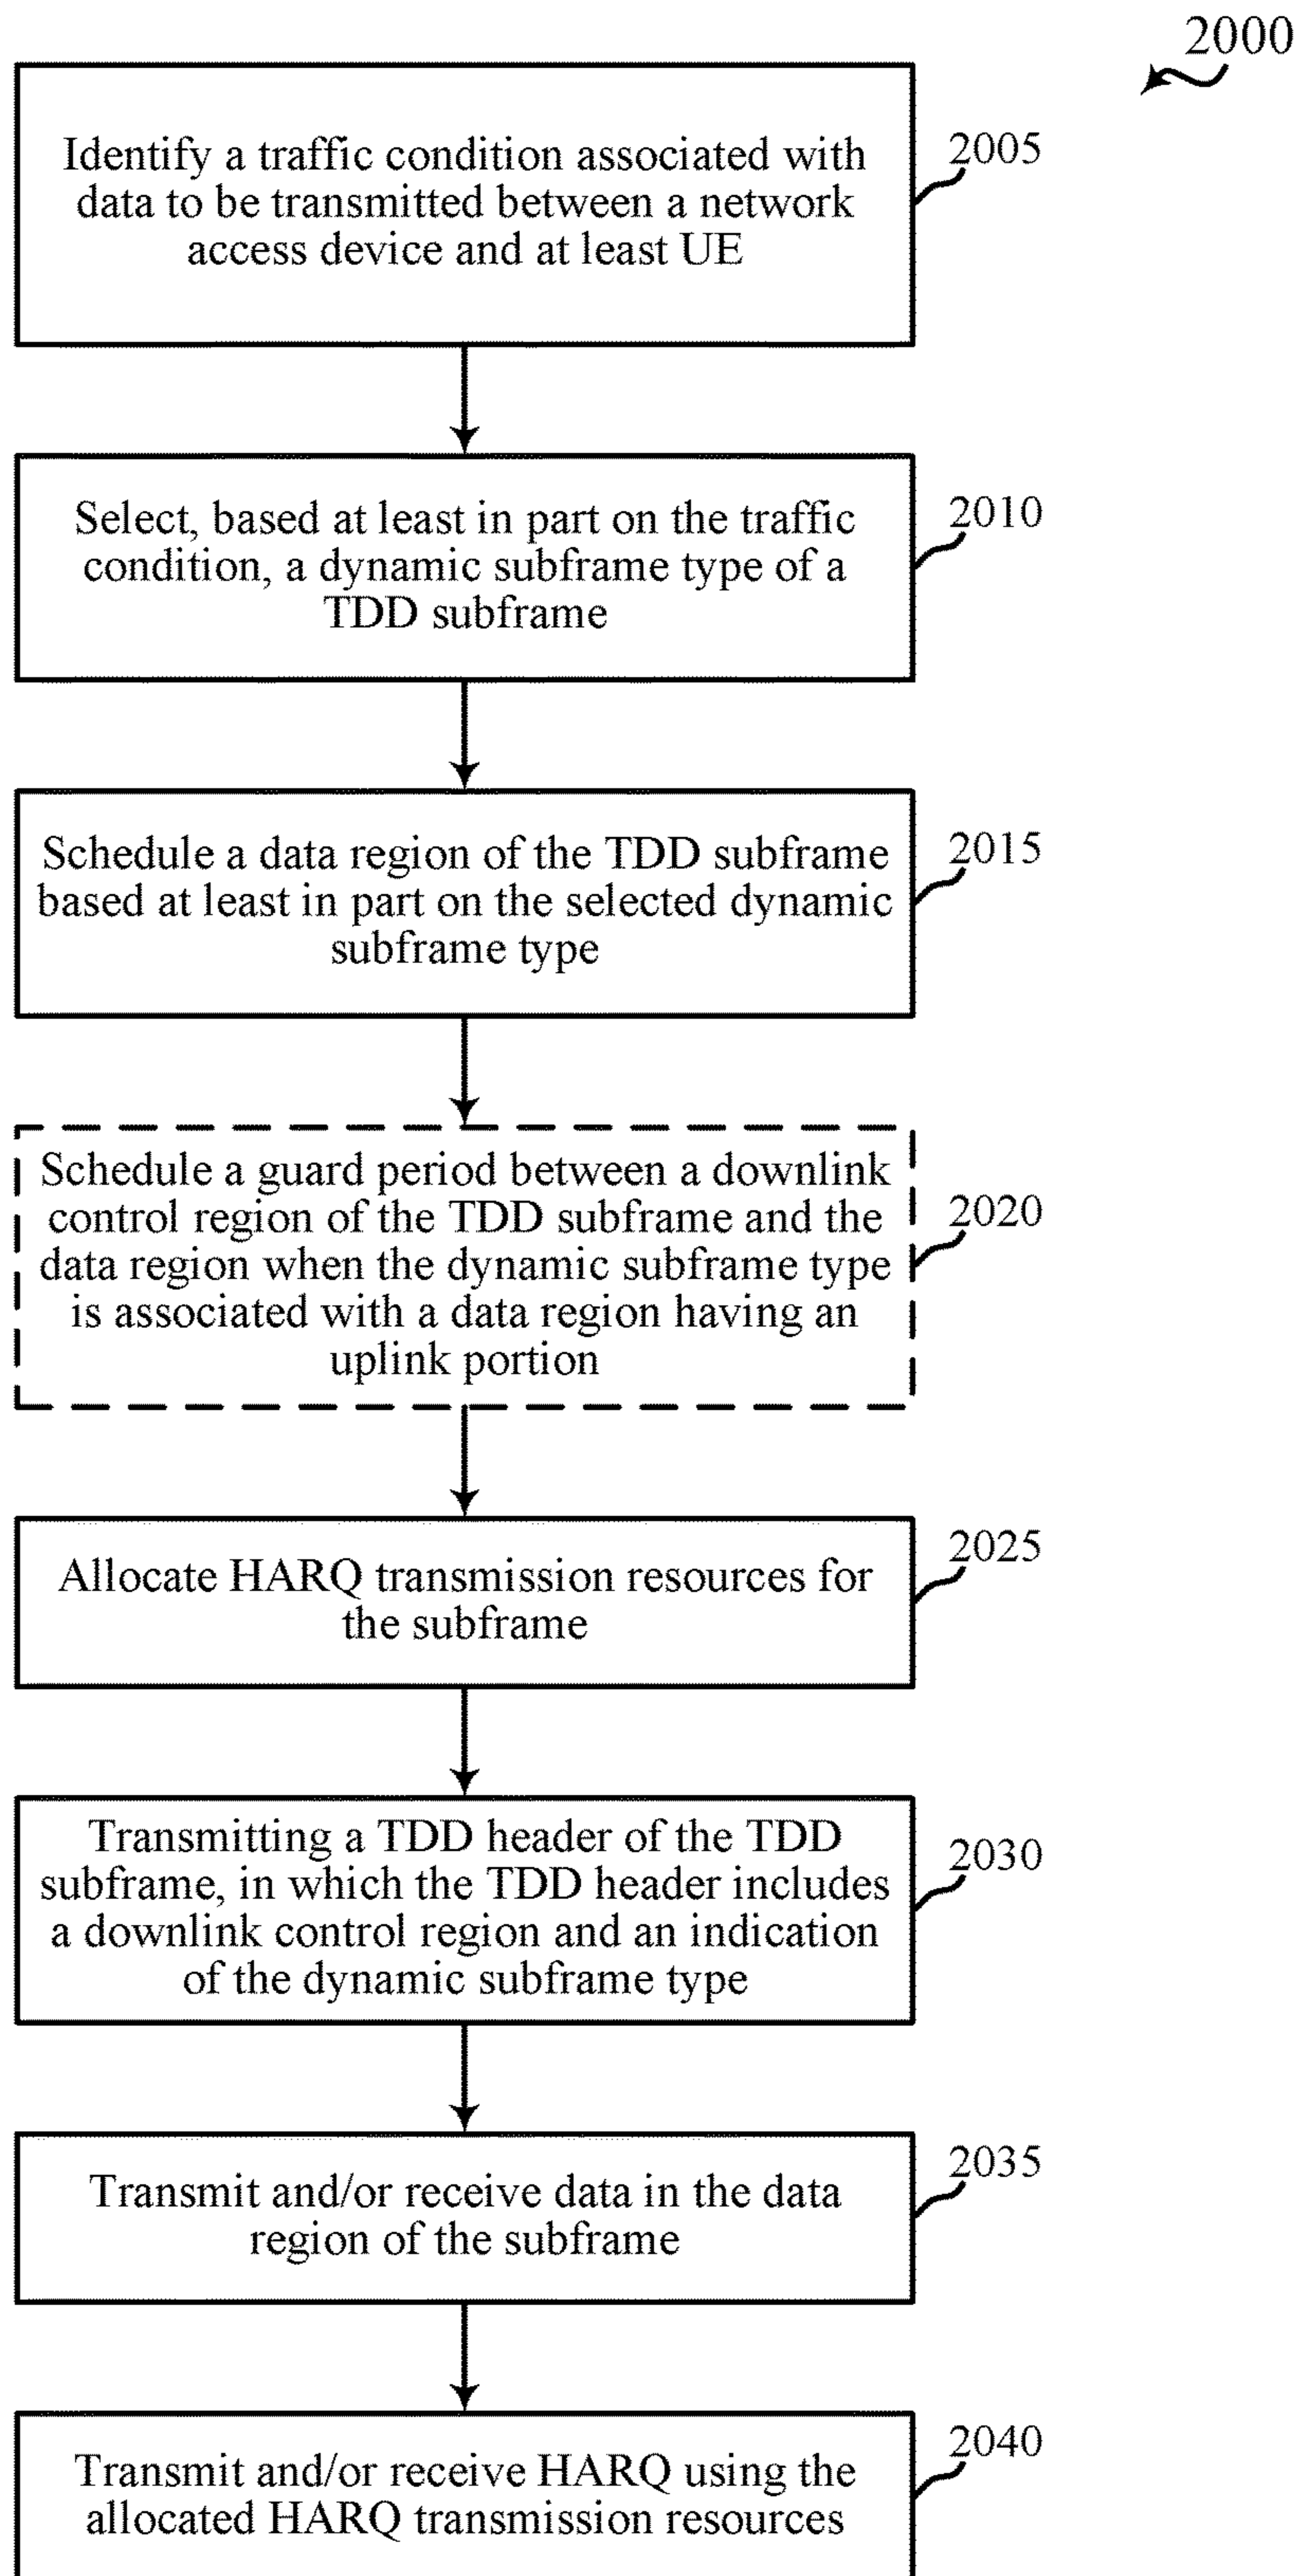 2000
Identify a traffic condition associated with
data to be transmitted between a network
access device and at least UE
2005
Select, based at least in part on the traffic
condition, a dynamic subframe type of a
TDD subframe
2010
Schedule a data region of the TDD subframe
based at least in part on the selected dynamic
subframe type
2015
Schedule a guard period between a downlink
control region of the TDD subframe and the
data region when the dynamic subframe type
is associated with a data region having an
uplink portion
2020
Allocate HARQ transmission resources for
the subframe
2025
Transmitting a TDD header of the TDD
subframe, in which the TDD header includes
a downlink control region and an indication
of the dynamic subframe type
2030
Transmit and/or receive data in the data
region of the subframe
2035
Transmit and/or receive HARQ using the
allocated HARQ transmission resources
2040